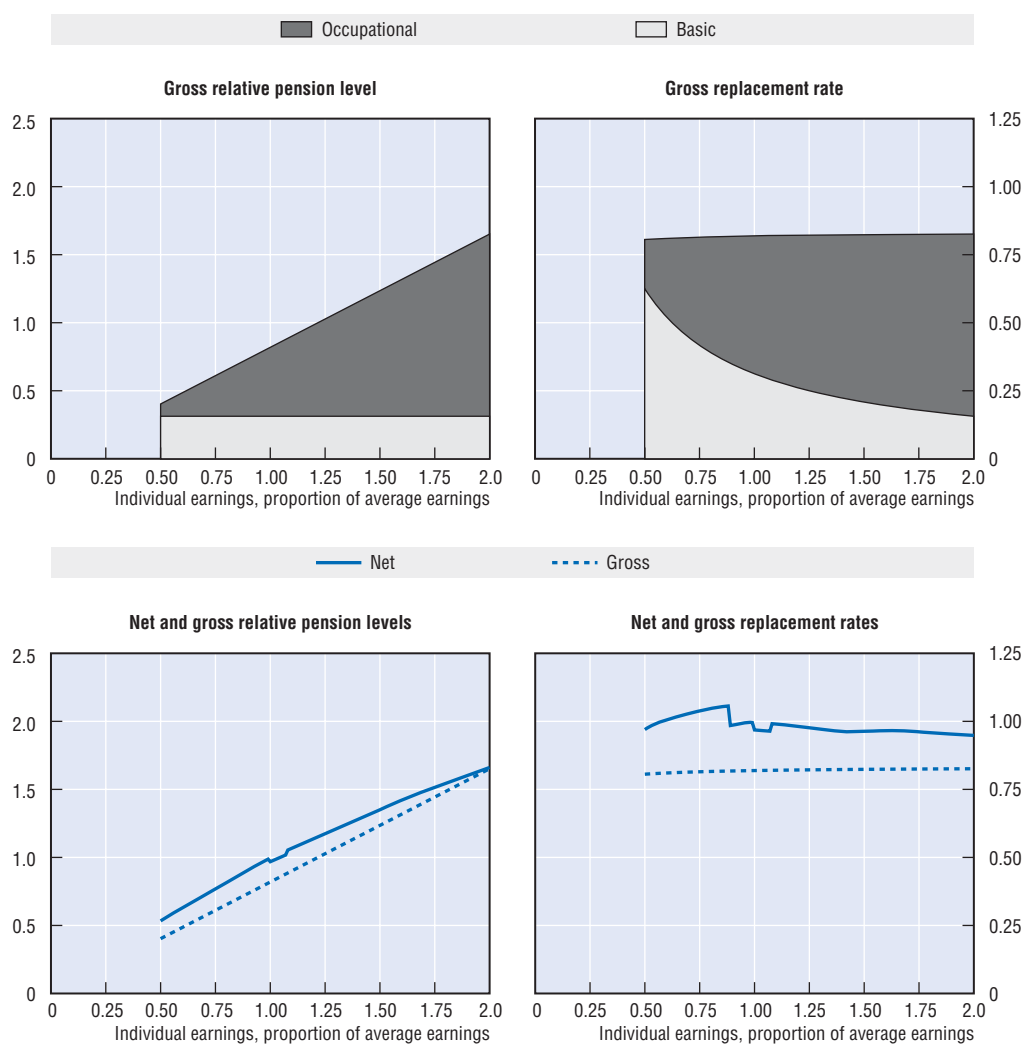 Occupational Basic
Gross relative pension level
Gross replacement rate
2.5
2.0
1.5
1.0
0.5
0
0 0.25 0.50 0.75 1.00 1.25 1.50 1.75 2.0
Individual earnings, proportion of average earnings
1.25
1.00
0.75
0.50
0.25
0
0 0.25 0.50 0.75 1.00 1.25 1.50 1.75 2.0
Individual earnings, proportion of average earnings
Net Gross
Net and gross relative pension levels
Net and gross replacement rates
2.5
2.0
1.5
1.0
0.5
0
0 0.25 0.50 0.75 1.00 1.25 1.50 1.75 2.0
Individual earnings, proportion of average earnings
1.25
1.00
0.75
0.50
0.25
0
0 0.25 0.50 0.75 1.00 1.25 1.50 1.75 2.0
Individual earnings, proportion of average earnings